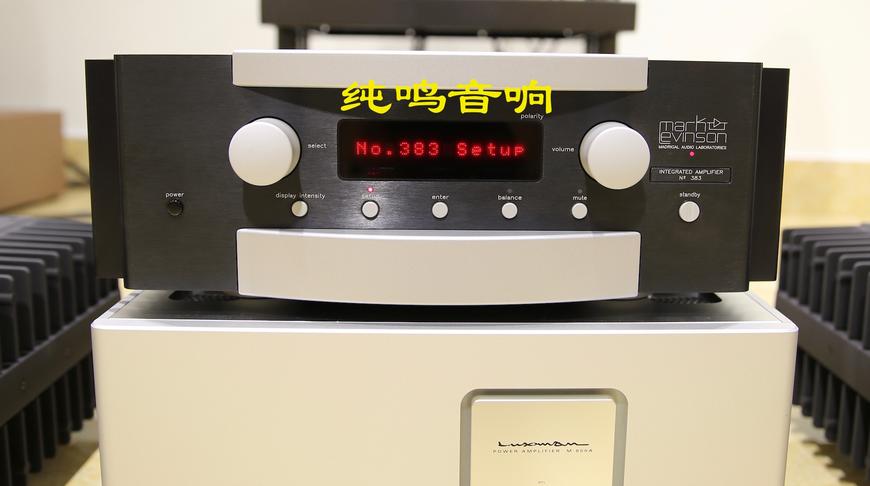 纯鸣音响
polarity
select
No.383 Setup
volume
mark
levinson
MADRIGAL AUDIO LABORATORIES
INTEGRATED AMPLIFIER
Nº 383
power
display intensity
setup
enter
balance
mute
standby
Luxman
POWER AMPLIFIER M-800A